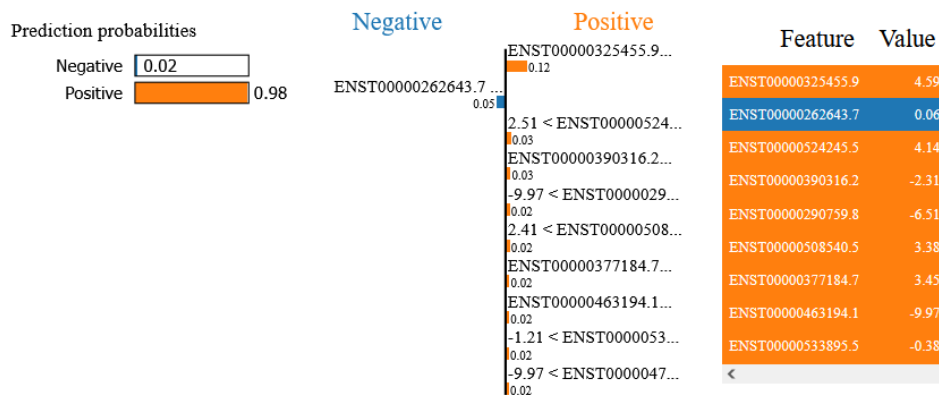 Prediction probabilities
Negative 0.02
Positive 0.98
Negative Positive
ENST00000325455.9...
0.12
ENST00000262643.7 ...
0.05
2.51 < ENST00000524...
0.03
ENST00000390316.2...
0.03
-9.97 < ENST0000029...
0.02
2.41 < ENST00000508...
0.02
ENST00000377184.7...
0.02
ENST00000463194.1...
0.02
-1.21 < ENST0000053...
0.02
-9.97 < ENST0000047...
0.02
Feature Value
ENST00000325455.9 4.59
ENST00000262643.7 0.06
ENST00000524245.5 4.14
ENST00000390316.2 -2.31
ENST00000290759.8 -6.51
ENST00000508540.5 3.38
ENST00000377184.7 3.45
ENST00000463194.1 -9.97
ENST00000533895.5 -0.38